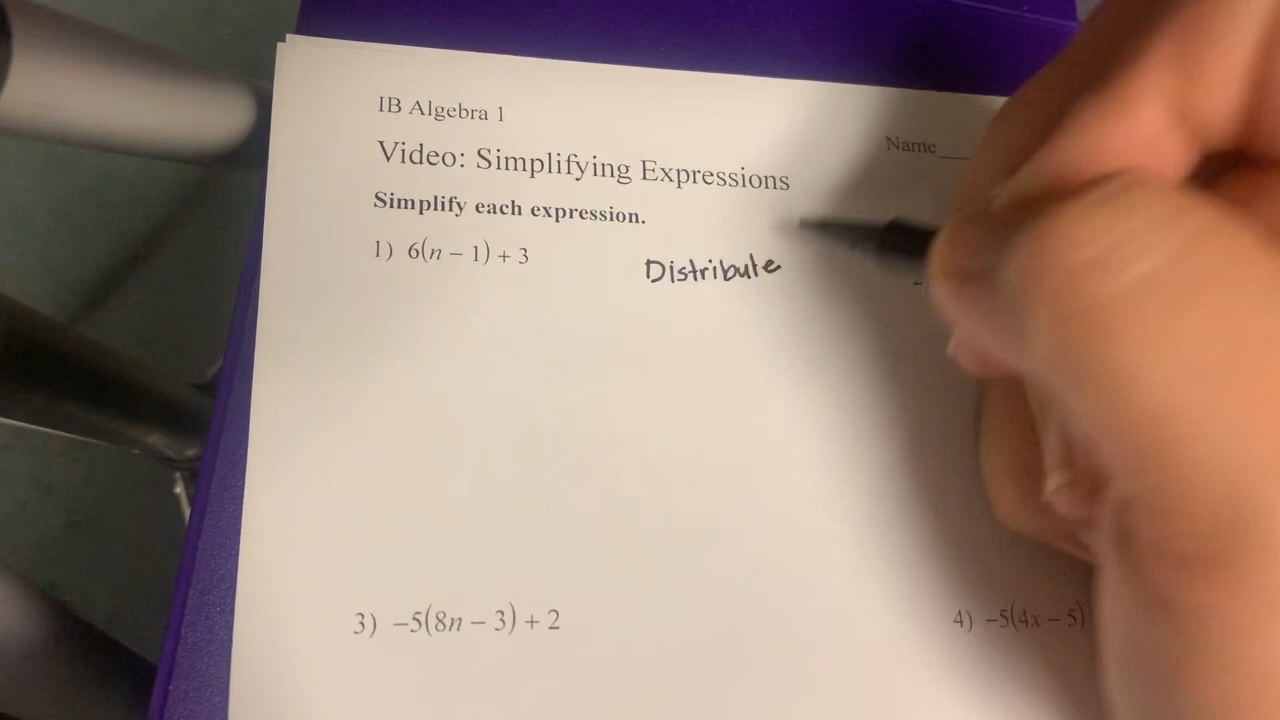 IB Algebra 1
Name__
Video: Simplifying Expressions
Simplify each expression.
1) 6(n − 1) + 3
Distribute
3) −5(8n − 3) + 2
4) −5(4x − 5)